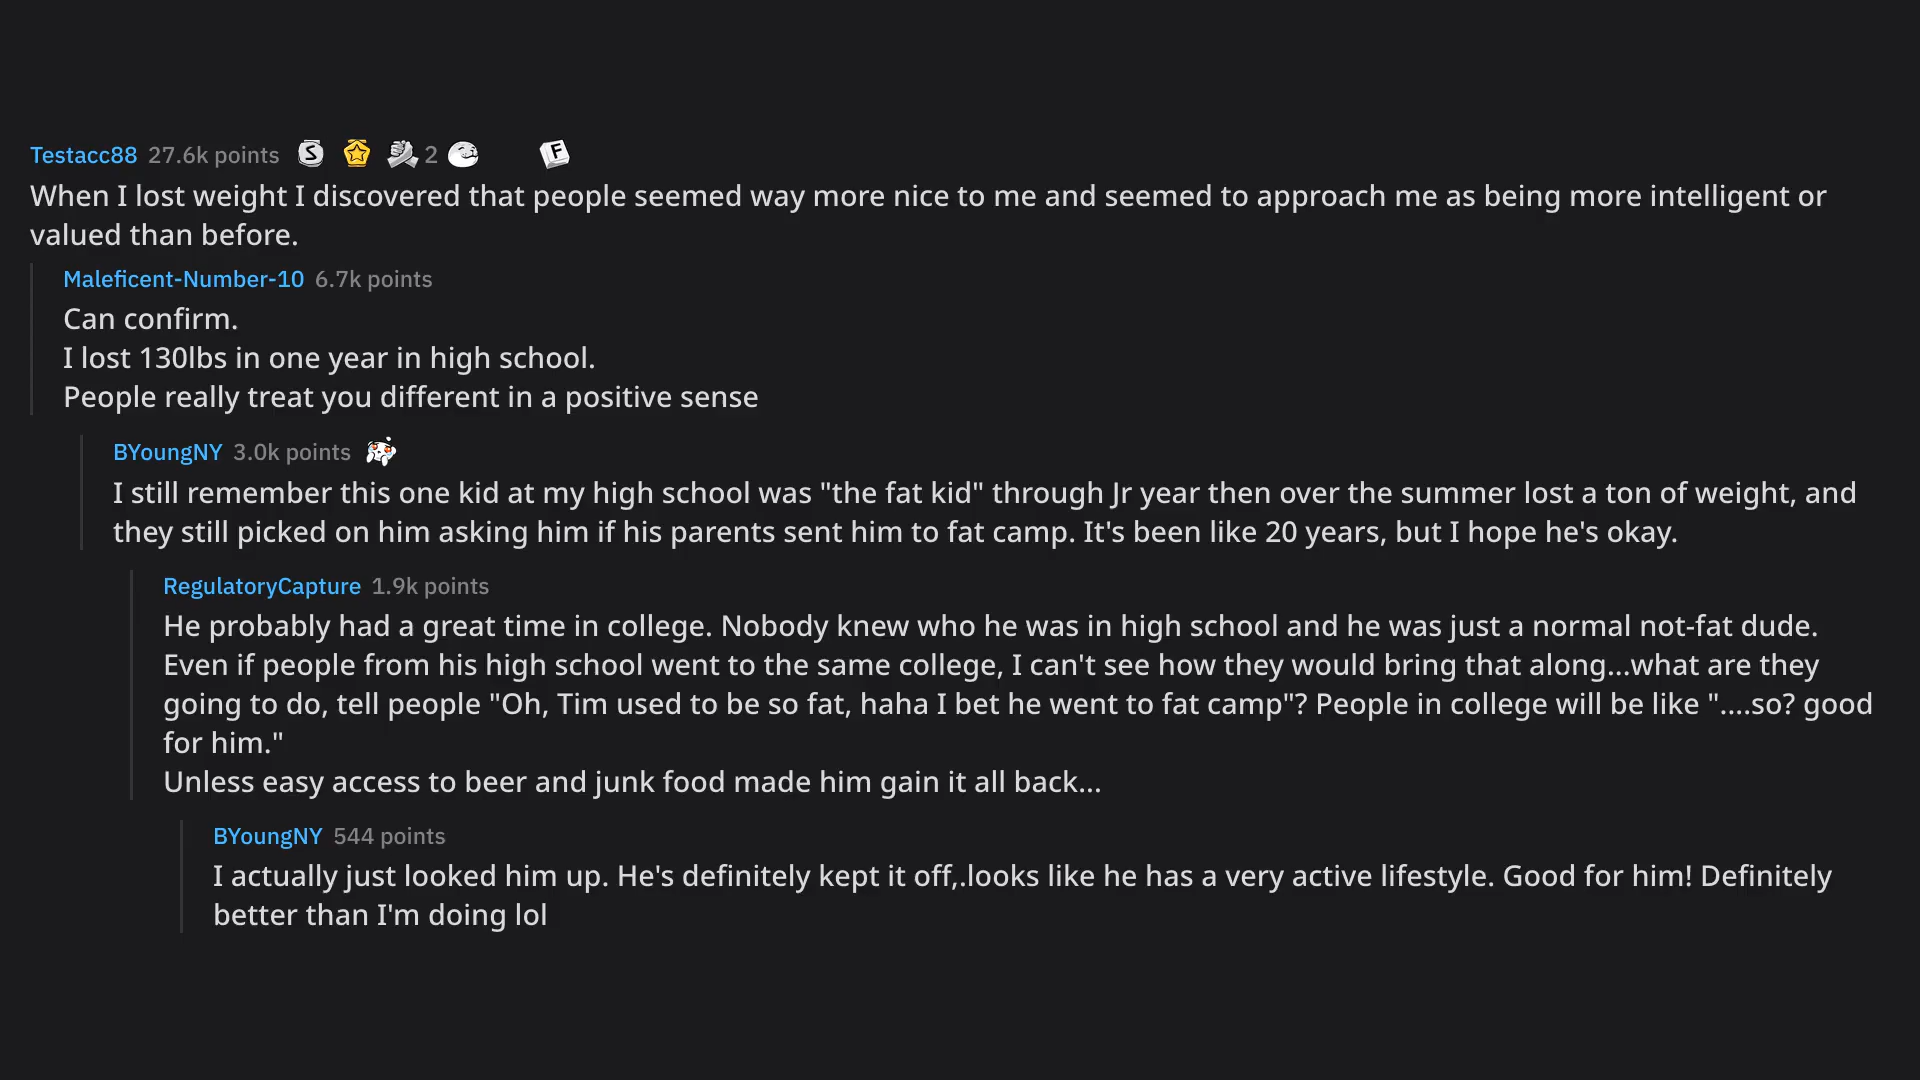 Testacc88 27.6k points S 2 F
When I lost weight I discovered that people seemed way more nice to me and seemed to approach me as being more intelligent or
valued than before.
Maleficent-Number-10 6.7k points
Can confirm.
I lost 130lbs in one year in high school.
People really treat you different in a positive sense
BYoungNY 3.0k points
I still remember this one kid at my high school was "the fat kid" through Jr year then over the summer lost a ton of weight, and
they still picked on him asking him if his parents sent him to fat camp. It's been like 20 years, but I hope he's okay.
RegulatoryCapture 1.9k points
He probably had a great time in college. Nobody knew who he was in high school and he was just a normal not-fat dude.
Even if people from his high school went to the same college, I can't see how they would bring that along...what are they
going to do, tell people "Oh, Tim used to be so fat, haha I bet he went to fat camp"? People in college will be like "....so? good
for him."
Unless easy access to beer and junk food made him gain it all back...
BYoungNY 544 points
I actually just looked him up. He's definitely kept it off,.looks like he has a very active lifestyle. Good for him! Definitely
better than I'm doing lol